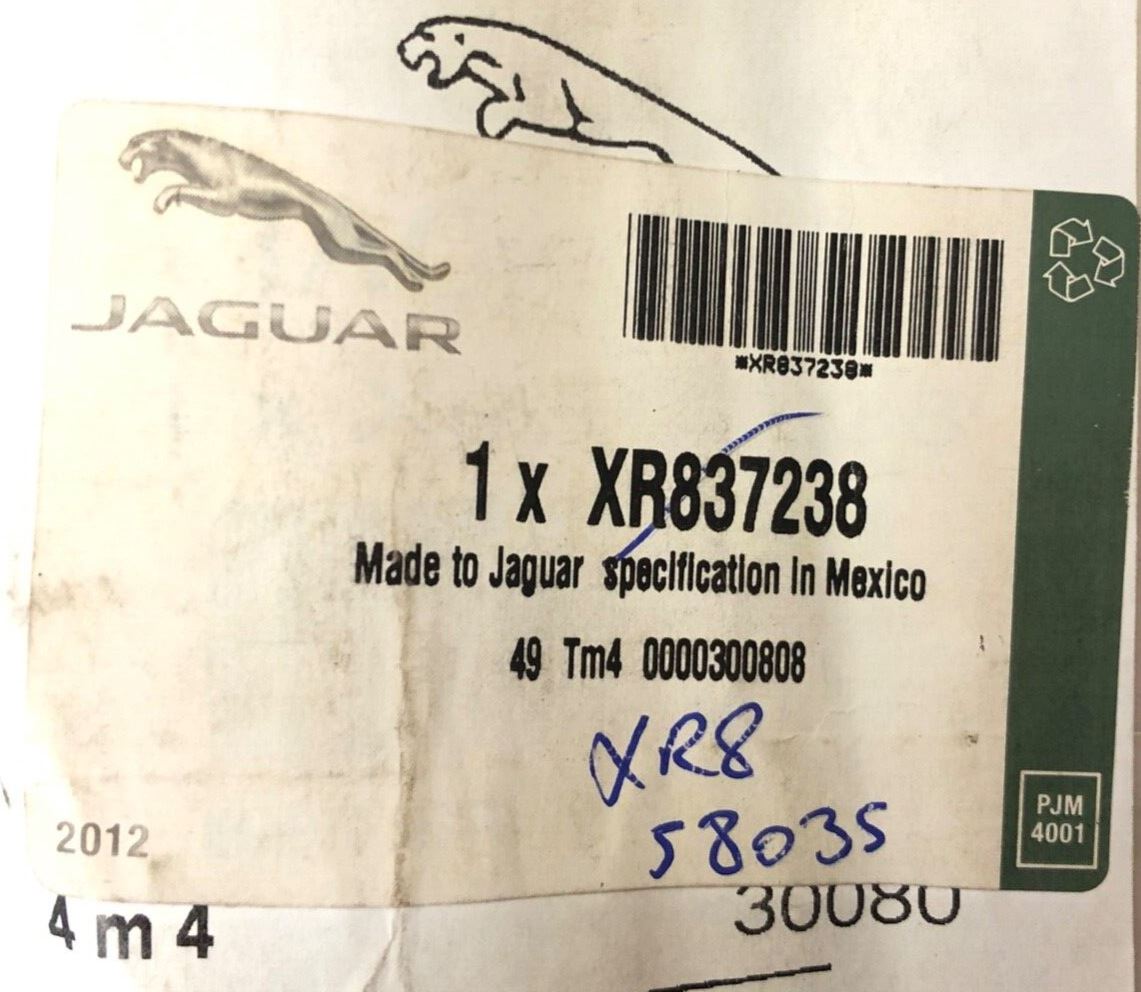 JAGUAR
*XR837238*
1 x XR837238
Made to Jaguar specification in Mexico
49 Tm4 0000300808
XR8
58035
PJM
4001
2012
4 m 4
30080